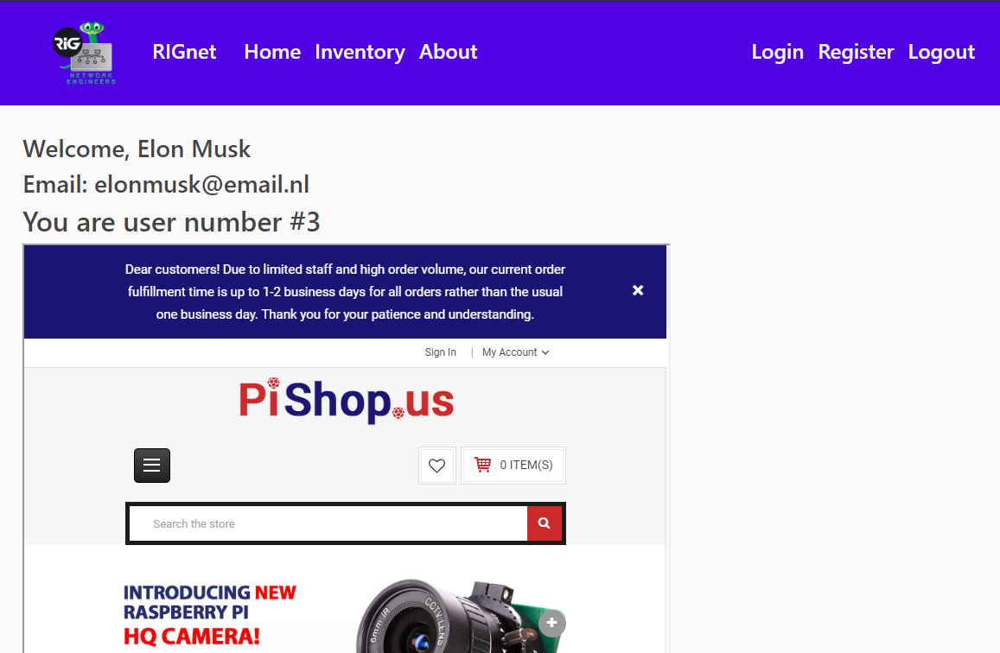 RiG
NETWORK
ENGINEERS
RIGnet Home Inventory About Login Register Logout
Welcome, Elon Musk
Email: elonmusk@email.nl
You are user number #3
Dear customers! Due to limited staff and high order volume, our current order
fulfillment time is up to 1-2 business days for all orders rather than the usual
one business day. Thank you for your patience and understanding.
Sign In | My Account
PiShop.us
0 ITEM(S)
Search the store
INTRODUCING NEW
RASPBERRY PI
HQ CAMERA!
6mm IR CCTV LENS